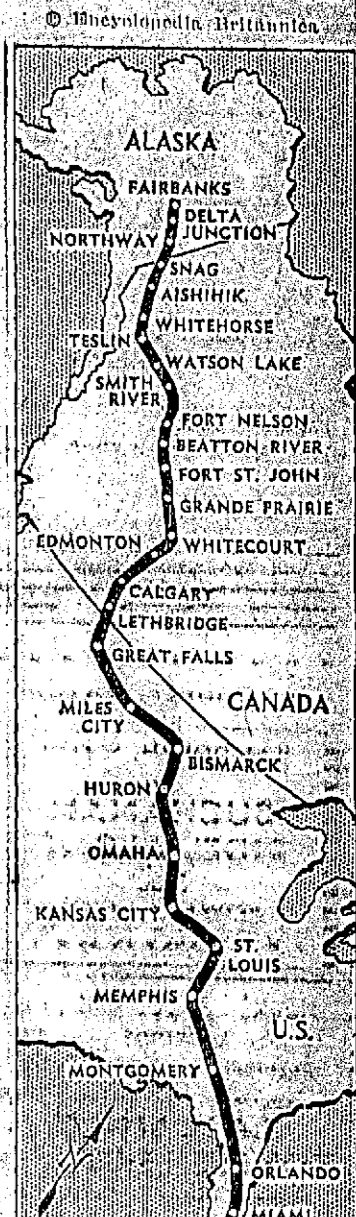 © Encyclopædia Britannica
ALASKA
FAIRBANKS
DELTA
JUNCTION
NORTHWAY
SNAG
AISHIHIK
WHITEHORSE
TESLIN
WATSON LAKE
SMITH
RIVER
FORT NELSON
BEATTON RIVER
FORT ST. JOHN
GRANDE PRAIRIE
EDMONTON
WHITECOURT
CALGARY
LETHBRIDGE
GREAT FALLS
CANADA
MILES
CITY
BISMARCK
HURON
OMAHA
KANSAS CITY
ST.
LOUIS
MEMPHIS
U.S.
MONTGOMERY
ORLANDO
MIAMI